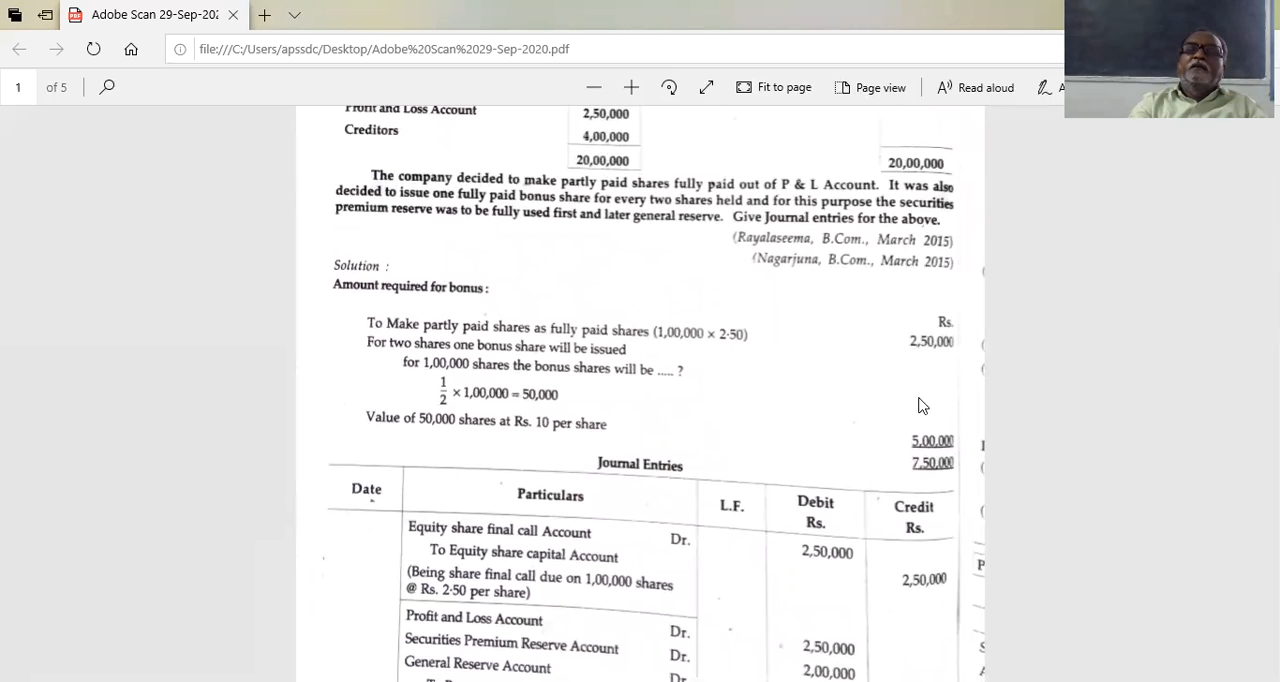 Adobe Scan 29-Sep-202
file:///C:/Users/apssdc/Desktop/Adobe%20Scan%2029-Sep-2020.pdf
1 of 5
Fit to page
Page view
Read aloud
Profit and Loss Account 2,50,000
Creditors 4,00,000
20,00,000 20,00,000
The company decided to make partly paid shares fully paid out of P & L Account. It was also
decided to issue one fully paid bonus share for every two shares held and for this purpose the securities
premium reserve was to be fully used first and later general reserve. Give Journal entries for the above.
(Rayalaseema, B.Com., March 2015)
(Nagarjuna, B.Com., March 2015)
Solution :
Amount required for bonus :
Rs.
To Make partly paid shares as fully paid shares (1,00,000 × 2·50) 2,50,000
For two shares one bonus share will be issued
for 1,00,000 shares the bonus shares will be ..... ?
1/2 × 1,00,000 = 50,000
Value of 50,000 shares at Rs. 10 per share 5,00,000
7,50,000
Journal Entries
Date Particulars L.F. Debit Rs. Credit Rs.
Equity share final call Account Dr. 2,50,000
To Equity share capital Account 2,50,000
(Being share final call due on 1,00,000 shares
@ Rs. 2·50 per share)
Profit and Loss Account Dr. 2,50,000
Securities Premium Reserve Account Dr. 2,00,000
General Reserve Account Dr.